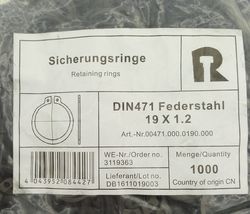 Sicherungsringe
Retaining rings
R
DIN471 Federstahl
19 X 1.2
Art.-Nr.00471.000.0190.000
WE-Nr./Order no.
3119363
Menge/Quantity
1000
Lieferant/Lot no.
DB1611019003
Country of origin CN
4 043952 084427